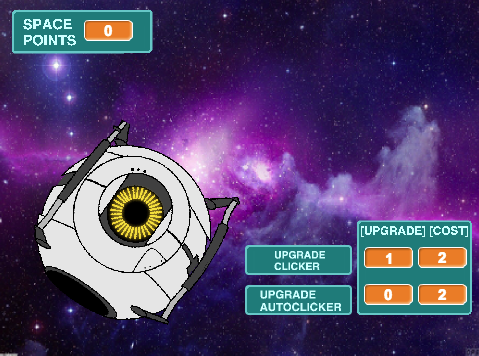 SPACE
POINTS 0
[UPGRADE] [COST]
UPGRADE
CLICKER 1 2
UPGRADE
AUTOCLICKER 0 2